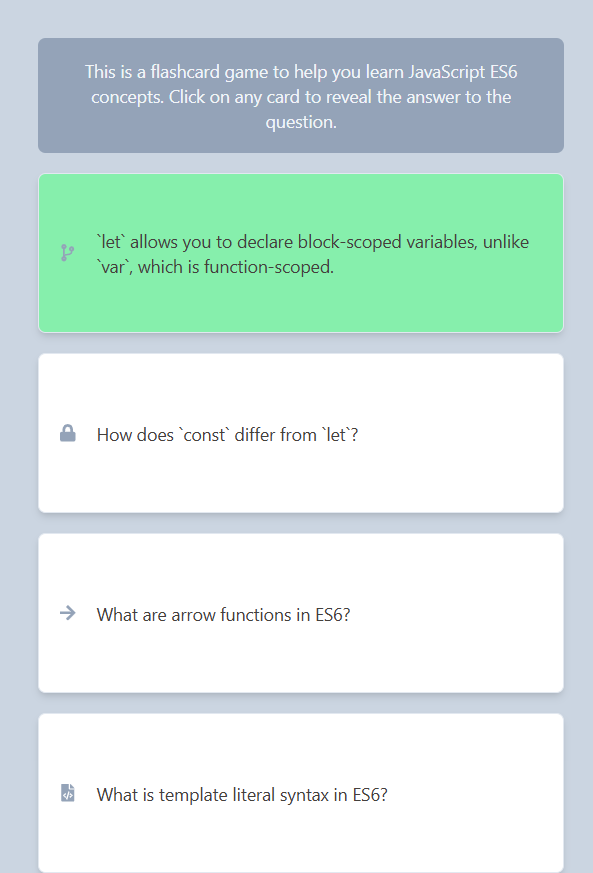 This is a flashcard game to help you learn JavaScript ES6
concepts. Click on any card to reveal the answer to the
question.
`let` allows you to declare block-scoped variables, unlike
`var`, which is function-scoped.
How does `const` differ from `let`?
What are arrow functions in ES6?
What is template literal syntax in ES6?